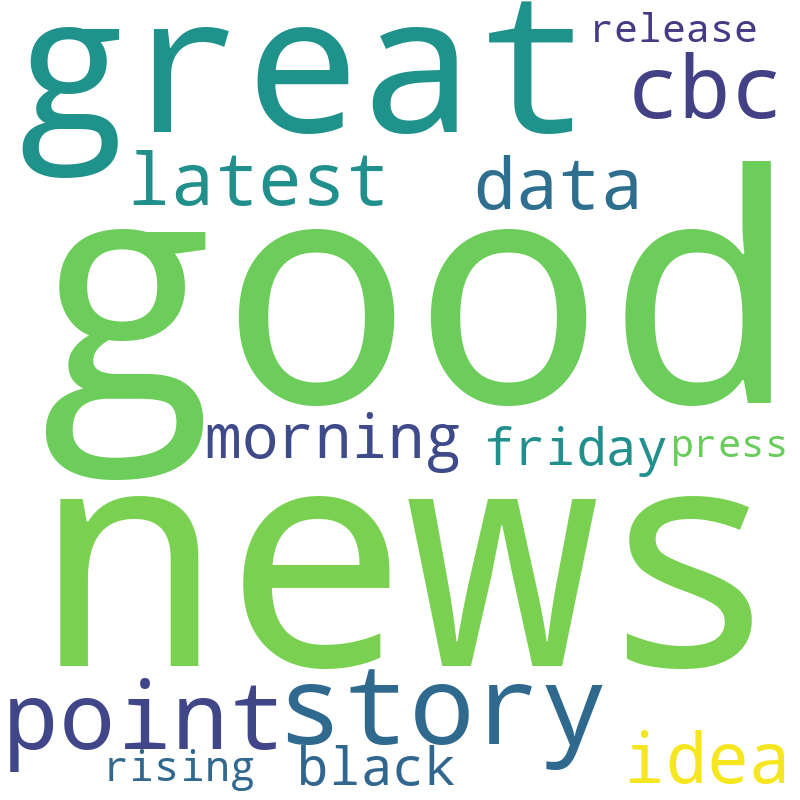 great release
cbc
latest data
good
morning friday press
news
point story
rising black idea